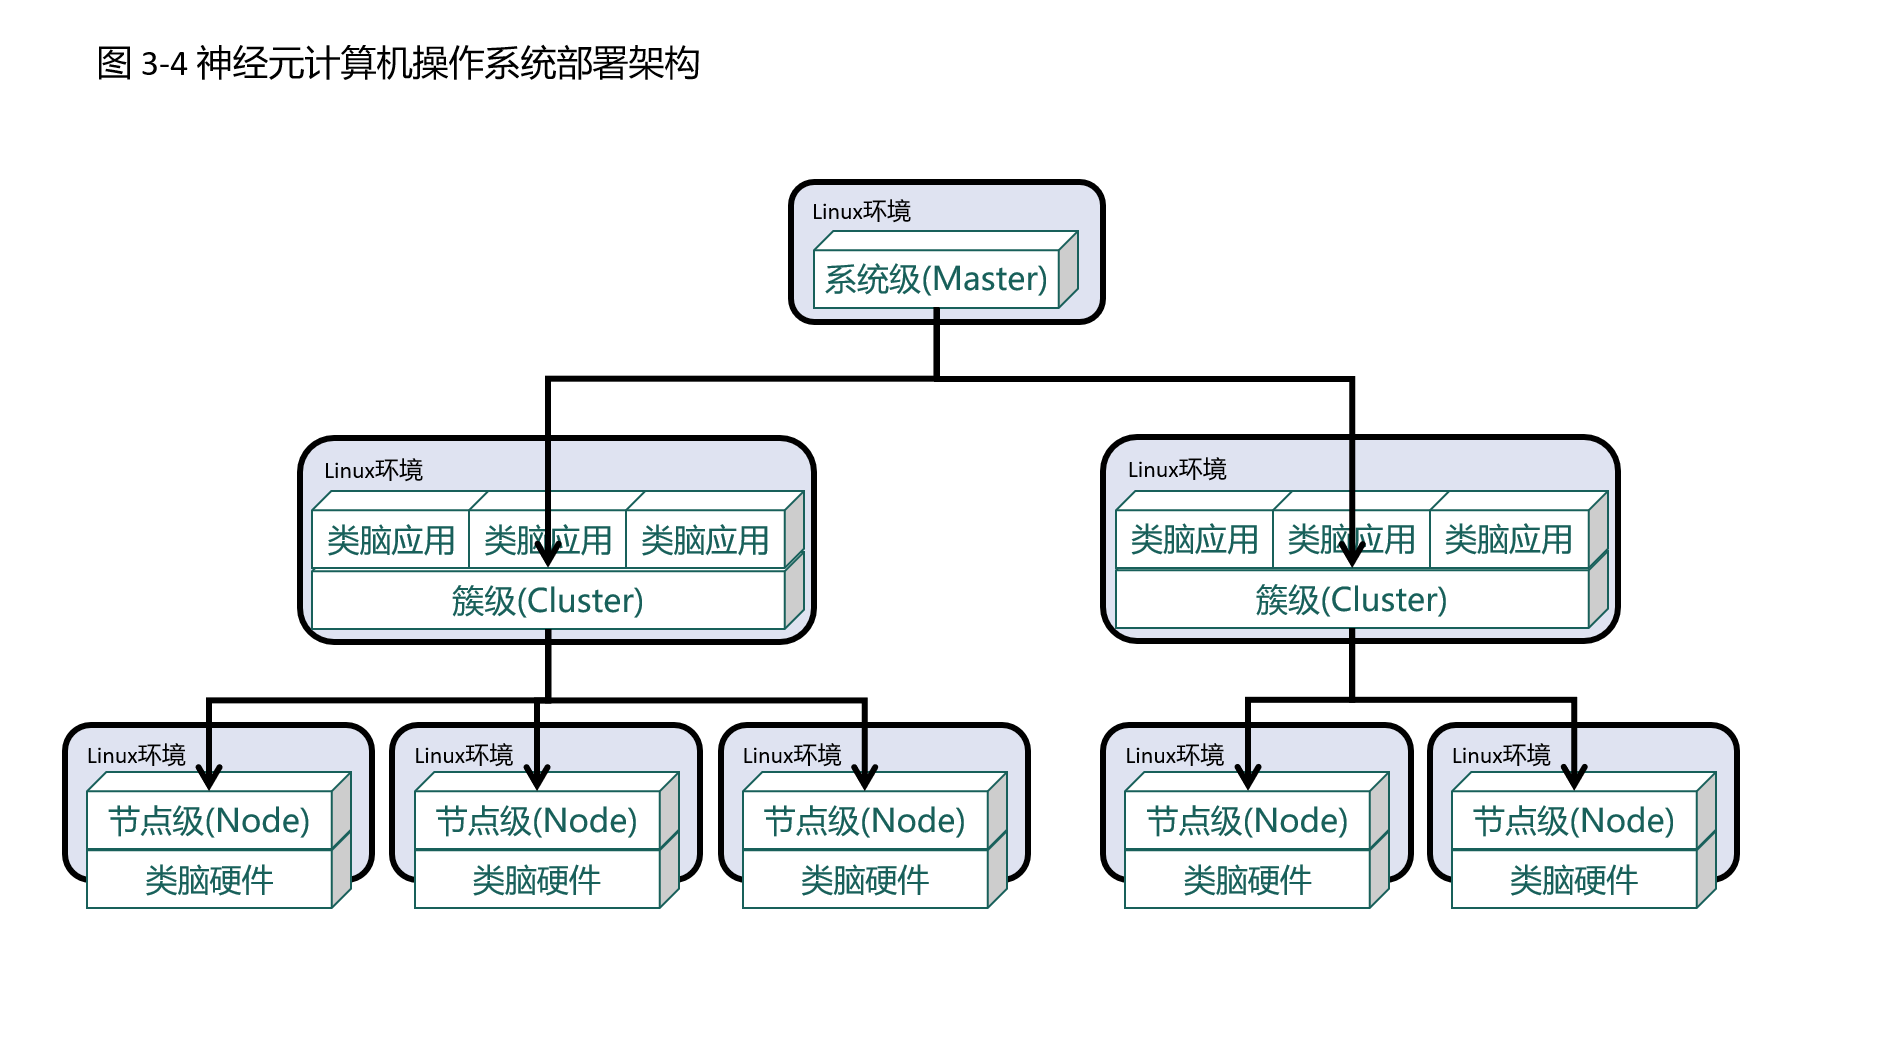 图 3-4 神经元计算机操作系统部署架构
Linux环境
系统级(Master)
Linux环境
类脑应用 类脑应用 类脑应用
簇级(Cluster)
Linux环境
类脑应用 类脑应用 类脑应用
簇级(Cluster)
Linux环境
节点级(Node)
类脑硬件
Linux环境
节点级(Node)
类脑硬件
Linux环境
节点级(Node)
类脑硬件
Linux环境
节点级(Node)
类脑硬件
Linux环境
节点级(Node)
类脑硬件